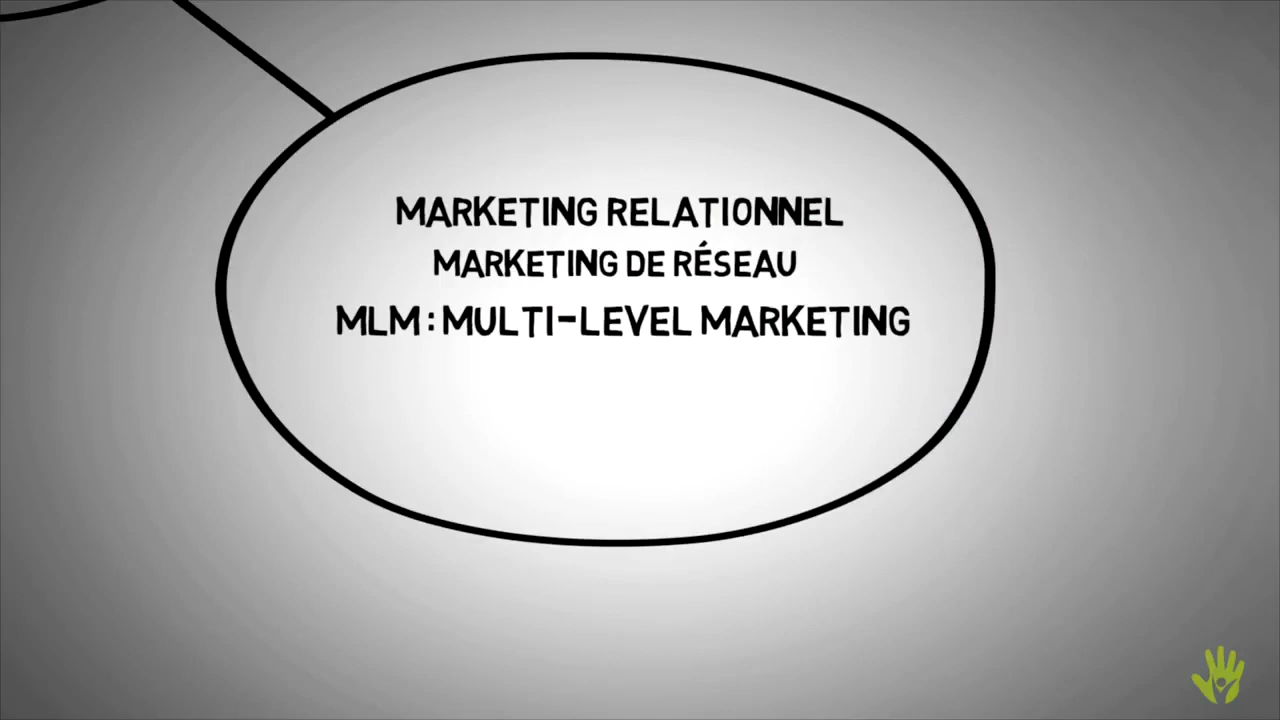 MARKETING RELATIONNEL
MARKETING DE RÉSEAU
MLM : MULTI-LEVEL MARKETING